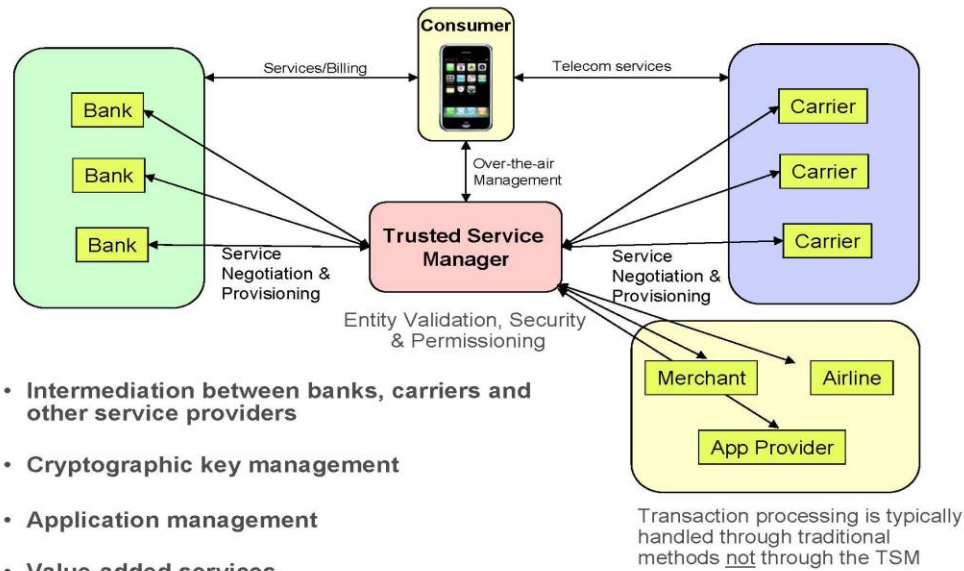 Consumer
Services/Billing
Telecom services
Bank
Bank
Bank
Carrier
Carrier
Carrier
Over-the-air
Management
Trusted Service
Manager
Service
Negotiation &
Provisioning
Service
Negotiation &
Provisioning
Entity Validation, Security
& Permissioning
Merchant
Airline
App Provider
• Intermediation between banks, carriers and
other service providers
• Cryptographic key management
• Application management
• Value-added services
Transaction processing is typically
handled through traditional
methods not through the TSM